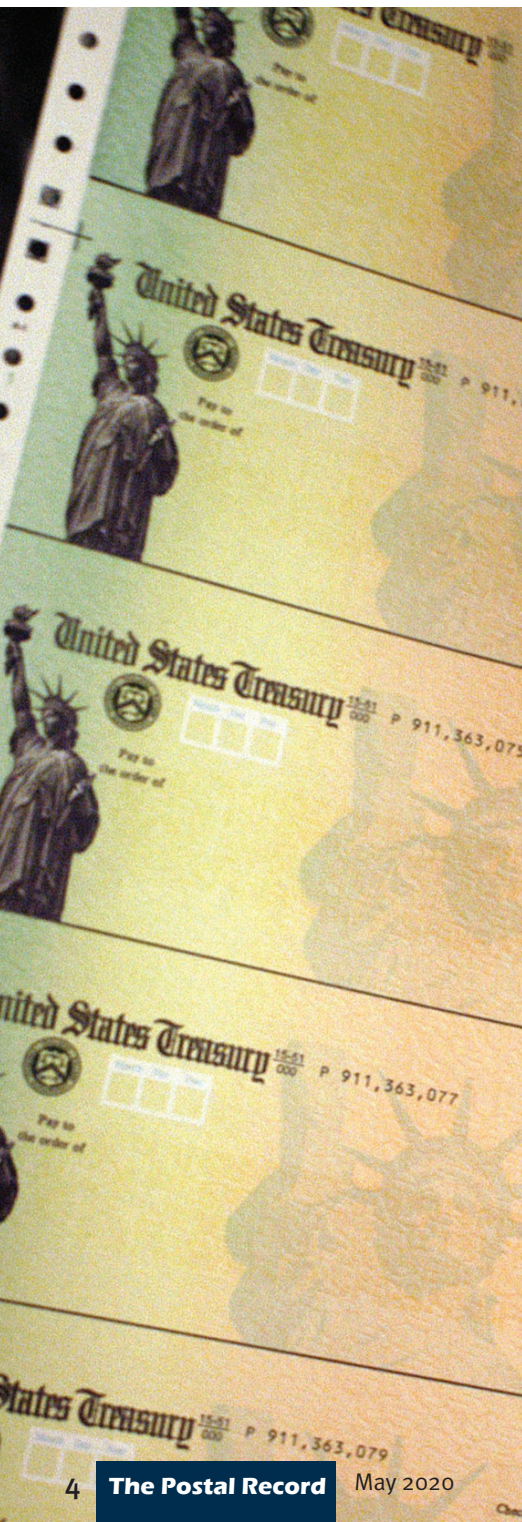 Treasury
Pay to
the order of
United States Treasury 15-51
000 P 911,
Pay to
the order of
United States Treasury 15-51
000 P 911,363,075
Pay to
the order of
nited States Treasury 15-51
000 P 911,363,077
Pay to
the order of
States Treasury 15-51
000 P 911,363,079
4 The Postal Record May 2020